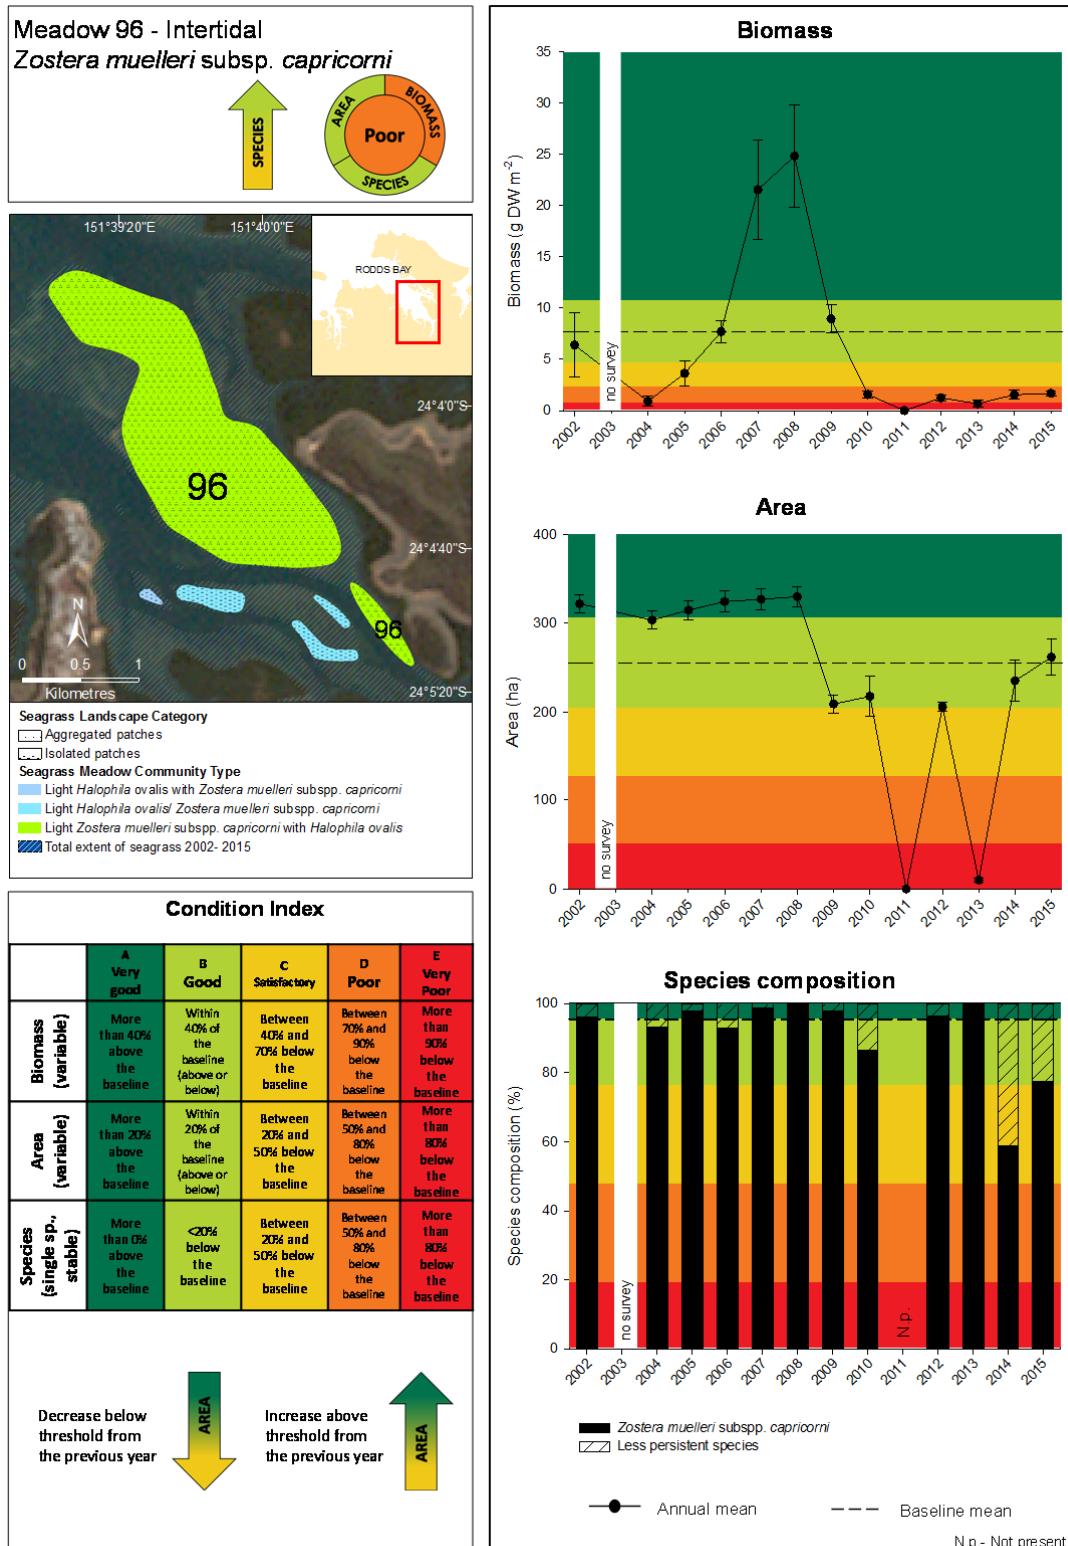 Meadow 96 - Intertidal
Zostera muelleri subsp. capricorni
SPECIES
AREA
BIOMASS
Poor
SPECIES
151°39'20"E
151°40'0"E
RODDS BAY
24°4'0"S
96
24°4'40"S
N
96
0 0.5 1
Kilometres
24°5'20"S
Seagrass Landscape Category
Aggregated patches
Isolated patches
Seagrass Meadow Community Type
Light Halophila ovalis with Zostera muelleri subspp. capricorni
Light Halophila ovalis/ Zostera muelleri subspp. capricorni
Light Zostera muelleri subspp. capricorni with Halophila ovalis
Total extent of seagrass 2002- 2015
Condition Index
A
Very
good
B
Good
C
Satisfactory
D
Poor
E
Very
Poor
Biomass
(variable)
More
than 40%
above
the
baseline
Within
40% of
the
baseline
(above or
below)
Between
40% and
70% below
the
baseline
Between
70% and
90%
below
the
baseline
More
than
90%
below
the
baseline
Area
(variable)
More
than 20%
above
the
baseline
Within
20% of
the
baseline
(above or
below)
Between
20% and
50% below
the
baseline
Between
50% and
80%
below
the
baseline
More
than
80%
below
the
baseline
Species
(single sp.,
stable)
More
than 0%
above
the
baseline
<20%
below
the
baseline
Between
20% and
50% below
the
baseline
Between
50% and
80%
below
the
baseline
More
than
80%
below
the
baseline
Decrease below
threshold from
the previous year
AREA
Increase above
threshold from
the previous year
AREA
Biomass
Biomass (g DW m-2)
35
30
25
20
15
10
5
0
no survey
2002 2003 2004 2005 2006 2007 2008 2009 2010 2011 2012 2013 2014 2015
Area
Area (ha)
400
300
200
100
0
no survey
2002 2003 2004 2005 2006 2007 2008 2009 2010 2011 2012 2013 2014 2015
Species composition
Species composition (%)
100
80
60
40
20
0
no survey
N.p.
2002 2003 2004 2005 2006 2007 2008 2009 2010 2011 2012 2013 2014 2015
Zostera muelleri subspp. capricorni
Less persistent species
Annual mean
Baseline mean
N.p - Not present